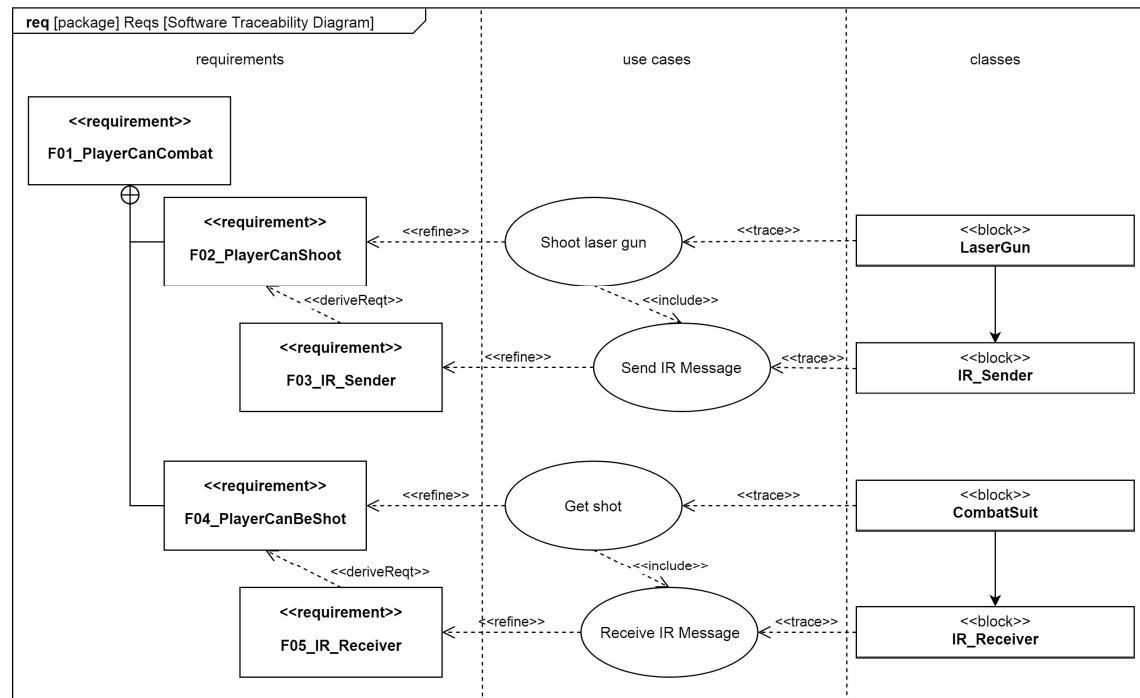 req [package] Reqs [Software Traceability Diagram]
requirements
use cases
classes
<<requirement>>
F01_PlayerCanCombat
<<requirement>>
F02_PlayerCanShoot
<<refine>>
Shoot laser gun
<<trace>>
<<block>>
LaserGun
<<deriveReqt>>
<<include>>
<<requirement>>
F03_IR_Sender
<<refine>>
Send IR Message
<<trace>>
<<block>>
IR_Sender
<<requirement>>
F04_PlayerCanBeShot
<<refine>>
Get shot
<<trace>>
<<block>>
CombatSuit
<<deriveReqt>>
<<include>>
<<requirement>>
F05_IR_Receiver
<<refine>>
Receive IR Message
<<trace>>
<<block>>
IR_Receiver